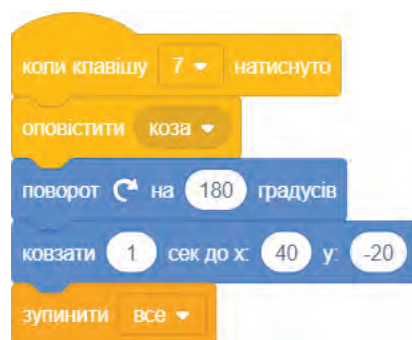 коли клавішу 7 натиснуто
оповістити коза
поворот на 180 градусів
ковзати 1 сек до x: 40 y: -20
зупинити все